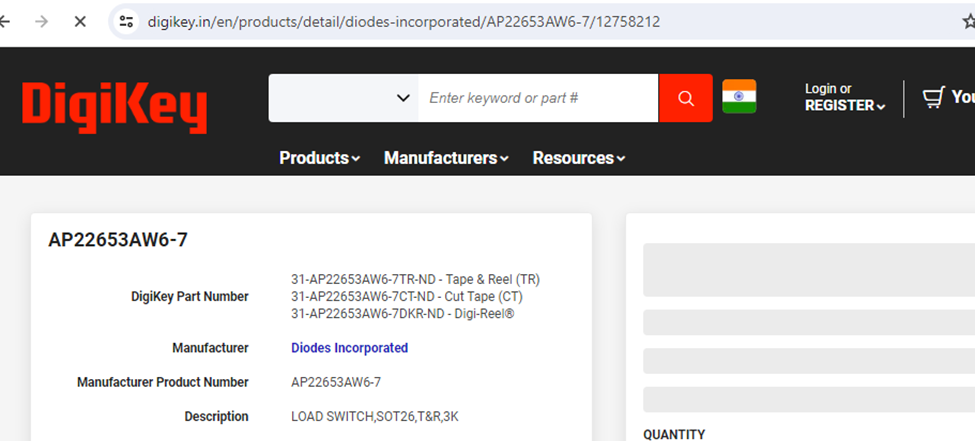 digikey.in/en/products/detail/diodes-incorporated/AP22653AW6-7/12758212
DigiKey
Enter keyword or part #
Login or
REGISTER
You
Products
Manufacturers
Resources
AP22653AW6-7
DigiKey Part Number
31-AP22653AW6-7TR-ND - Tape & Reel (TR)
31-AP22653AW6-7CT-ND - Cut Tape (CT)
31-AP22653AW6-7DKR-ND - Digi-Reel®
Manufacturer
Diodes Incorporated
Manufacturer Product Number
AP22653AW6-7
Description
LOAD SWITCH,SOT26,T&R,3K
QUANTITY